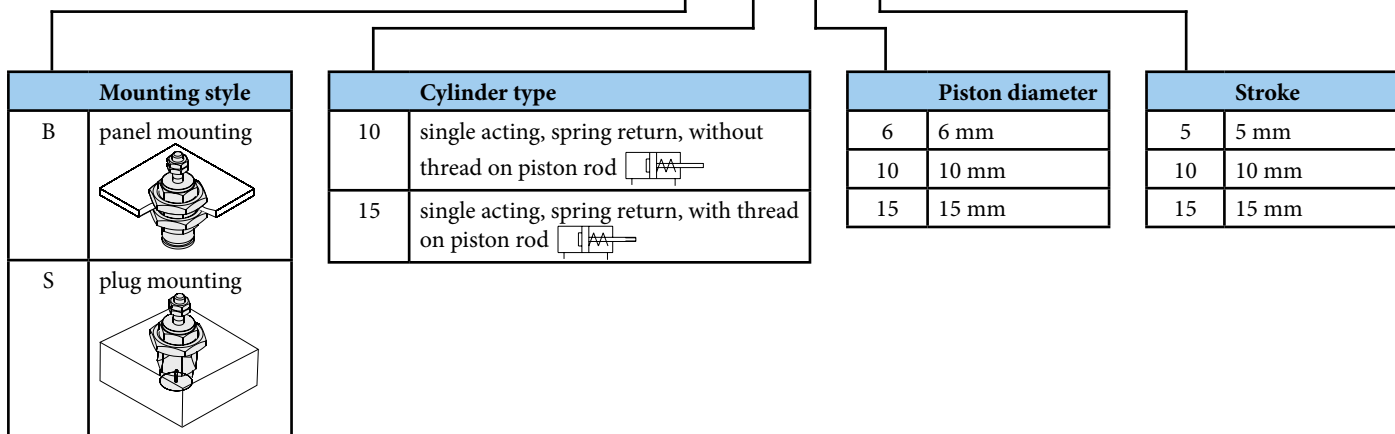 Mounting style
B panel mounting
S plug mounting
Cylinder type
10 single acting, spring return, without
thread on piston rod
15 single acting, spring return, with thread
on piston rod
Piston diameter
6 6 mm
10 10 mm
15 15 mm
Stroke
5 5 mm
10 10 mm
15 15 mm